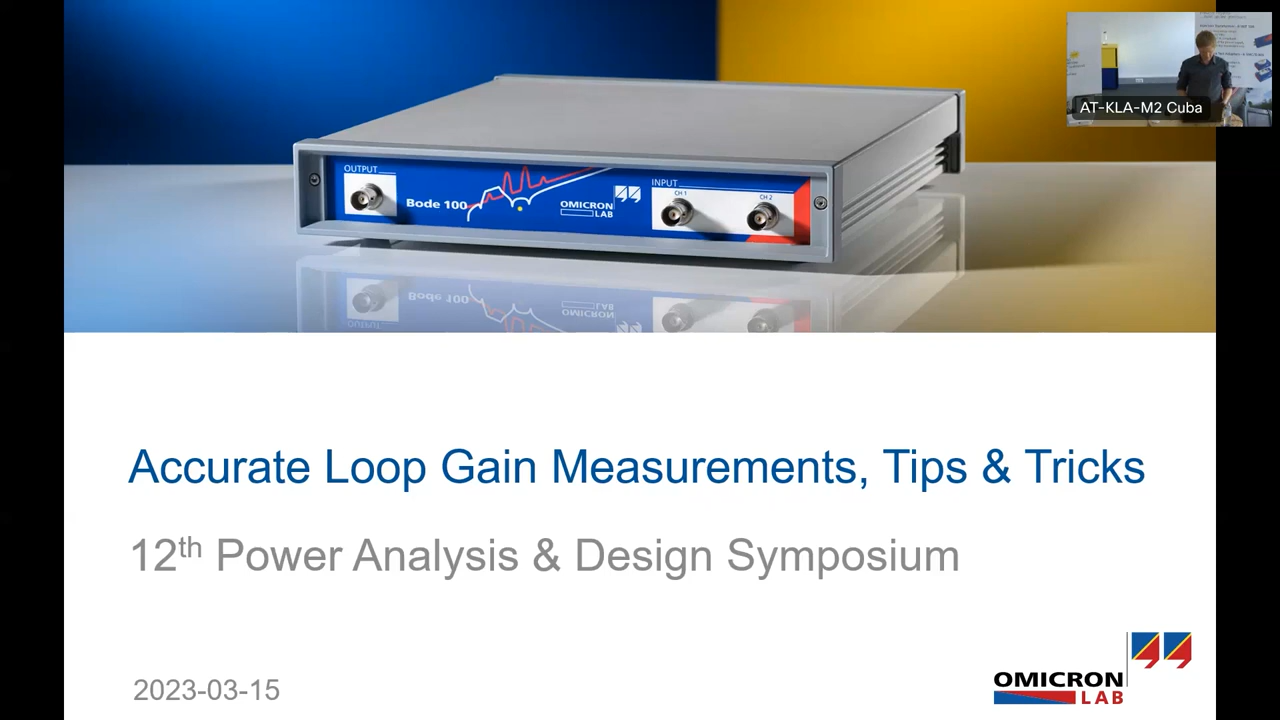 OUTPUT
Bode 100
OMICRON
LAB
INPUT
CH 1
CH 2
AT-KLA-M2 Cuba
Accurate Loop Gain Measurements, Tips & Tricks
12th Power Analysis & Design Symposium
2023-03-15
OMICRON
LAB